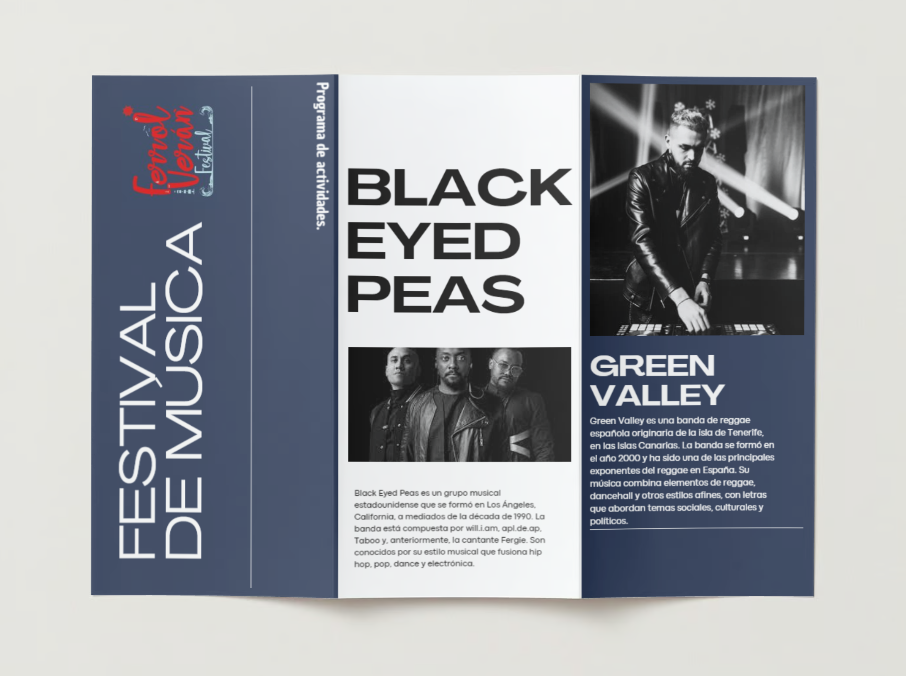 Ferrol
Verán
Festival
FESTIVAL
DE MUSICA
Programa de actividades.
BLACK
EYED
PEAS
Black Eyed Peas es un grupo musical
estadounidense que se formó en Los Ángeles,
California, a mediados de la década de 1990. La
banda está compuesta por will.i.am, apl.de.ap,
Taboo y, anteriormente, la cantante Fergie. Son
conocidos por su estilo musical que fusiona hip
hop, pop, dance y electrónica.
GREEN
VALLEY
Green Valley es una banda de reggae
española originaria de la isla de Tenerife,
en las Islas Canarias. La banda se formó en
el año 2000 y ha sido una de las principales
exponentes del reggae en España. Su
música combina elementos de reggae,
dancehall y otros estilos afines, con letras
que abordan temas sociales, culturales y
políticos.